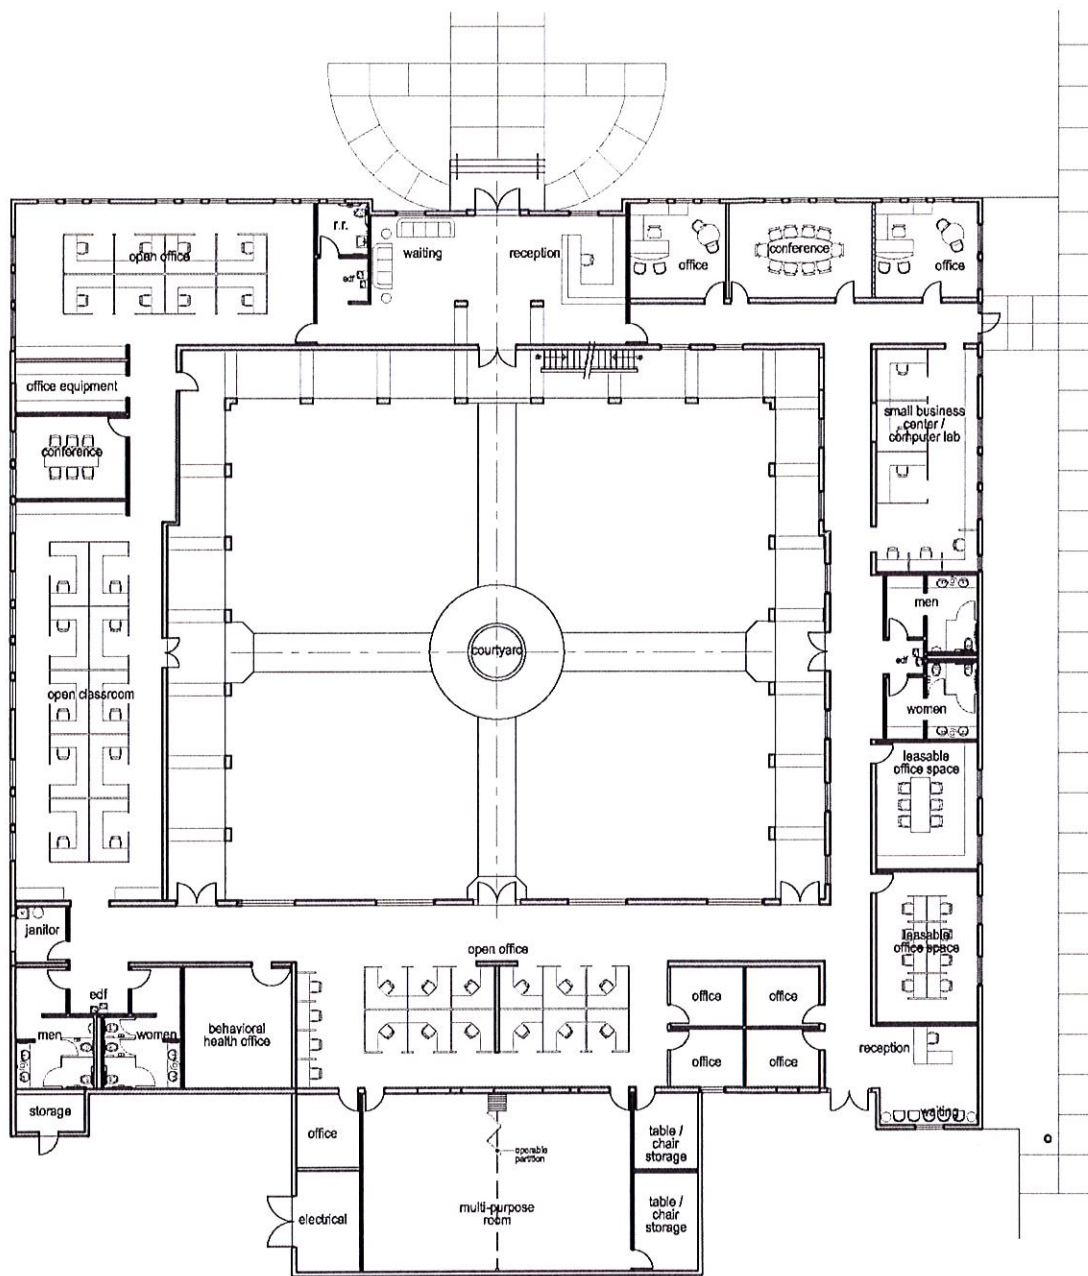 r.r.
waiting
reception
conference
open office
office
office
edf
office equipment
small business
center /
computer lab
conference
men
courtyard
edf
open classroom
women
leasable
office space
janitor
leasable
office space
open office
edf
office
office
men
women
behavioral
health office
reception
office
office
storage
waiting
office
table /
chair
storage
operable
partition
multi-purpose
room
electrical
table /
chair
storage